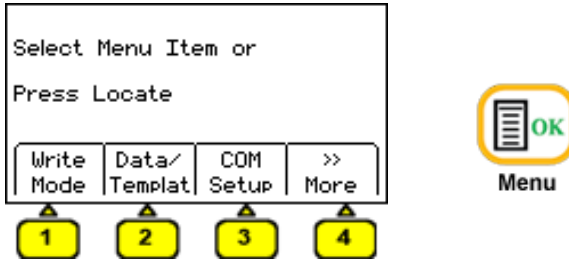 Select Menu Item or
Press Locate
Write Data/ COM >>
Mode Templat Setup More
1 2 3 4
OK
Menu